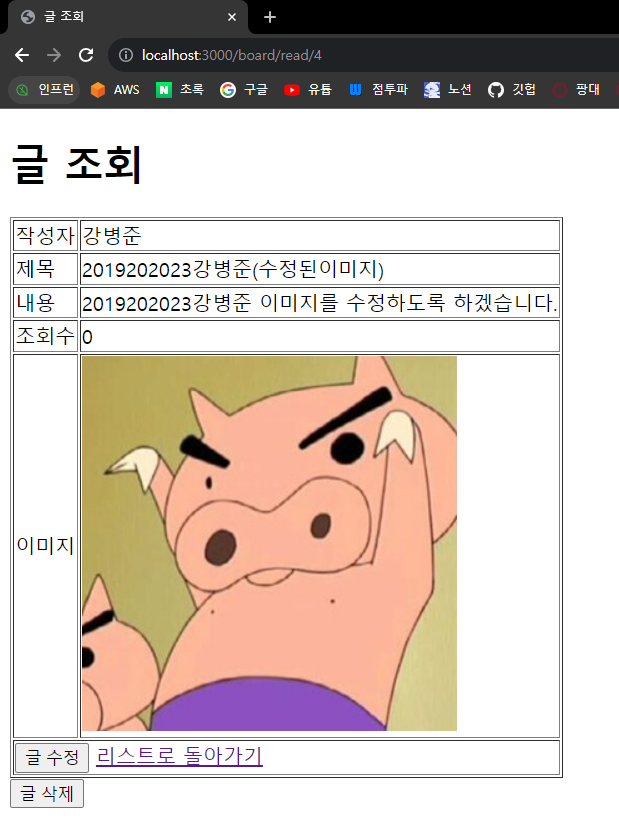 글 조회
localhost:3000/board/read/4
인프런 AWS 초록 구글 유튭 점투파 노션 깃헙 팡대
글 조회
작성자 강병준
제목 2019202023강병준(수정된이미지)
내용 2019202023강병준 이미지를 수정하도록 하겠습니다.
조회수 0
이미지
글 수정 리스트로 돌아가기
글 삭제